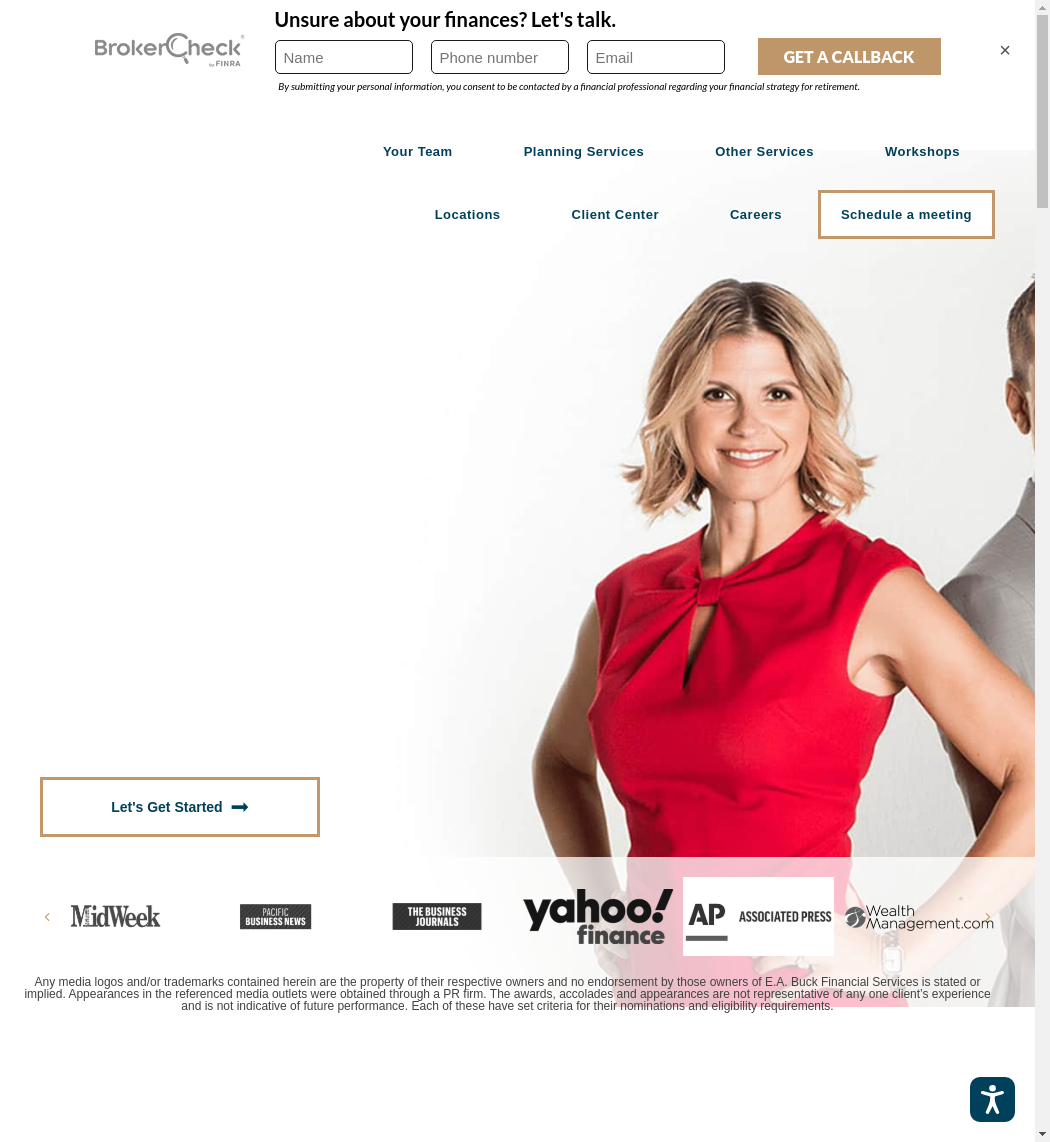 Unsure about your finances? Let's talk.
BrokerCheck
by FINRA
Name
Phone number
Email
GET A CALLBACK
×
By submitting your personal information, you consent to be contacted by a financial professional regarding your financial strategy for retirement.
Your Team
Planning Services
Other Services
Workshops
Locations
Client Center
Careers
Schedule a meeting
Let's Get Started
MidWeek
PACIFIC
BUSINESS NEWS
THE BUSINESS
JOURNALS
yahoo!
finance
AP
ASSOCIATED PRESS
Wealth
Management.com
Any media logos and/or trademarks contained herein are the property of their respective owners and no endorsement by those owners of E.A. Buck Financial Services is stated or
implied. Appearances in the referenced media outlets were obtained through a PR firm. The awards, accolades and appearances are not representative of any one client's experience
and is not indicative of future performance. Each of these have set criteria for their nominations and eligibility requirements.